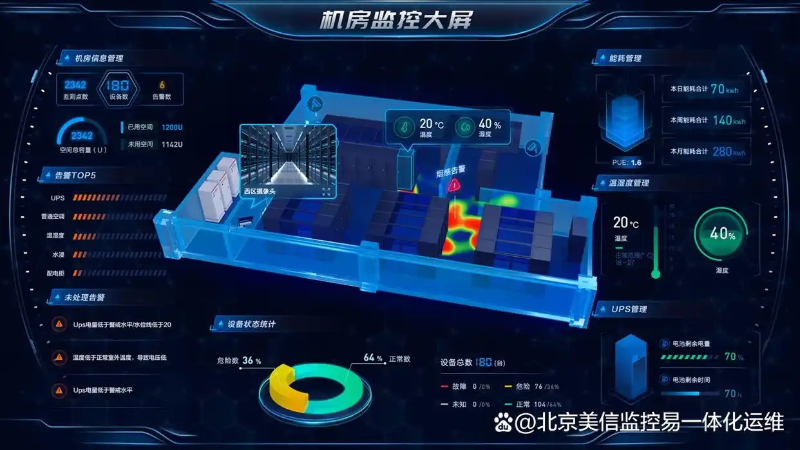 机房监控大屏
机房信息管理
2342
180
6
监测点数
设备数
告警数
2342
空间总容量（U）
已用空间 1200U
未用空间 1142U
告警TOP5
UPS
普通空调
温湿度
水浸
配电柜
未处理告警
Ups电量低于警戒水平/水位线低于20
温度低于正常室外温度，导致电压低
Ups电量低于警戒水平
西区摄像头
20℃
温度
40%
湿度
烟感告警
设备状态统计
危险数 36%
64% 正常数
设备总数 180(台)
故障 0/0%
危险 76/36%
未知 0/0%
正常 104/64%
能耗管理
PUE: 1.6
本日能耗合计 70kwh
本周能耗合计 140kwh
本月能耗合计 280kwh
温湿度管理
20℃
温度
40%
湿度
UPS管理
电池剩余电量
70%
电池剩余时间
70h
@北京美信监控易一体化运维